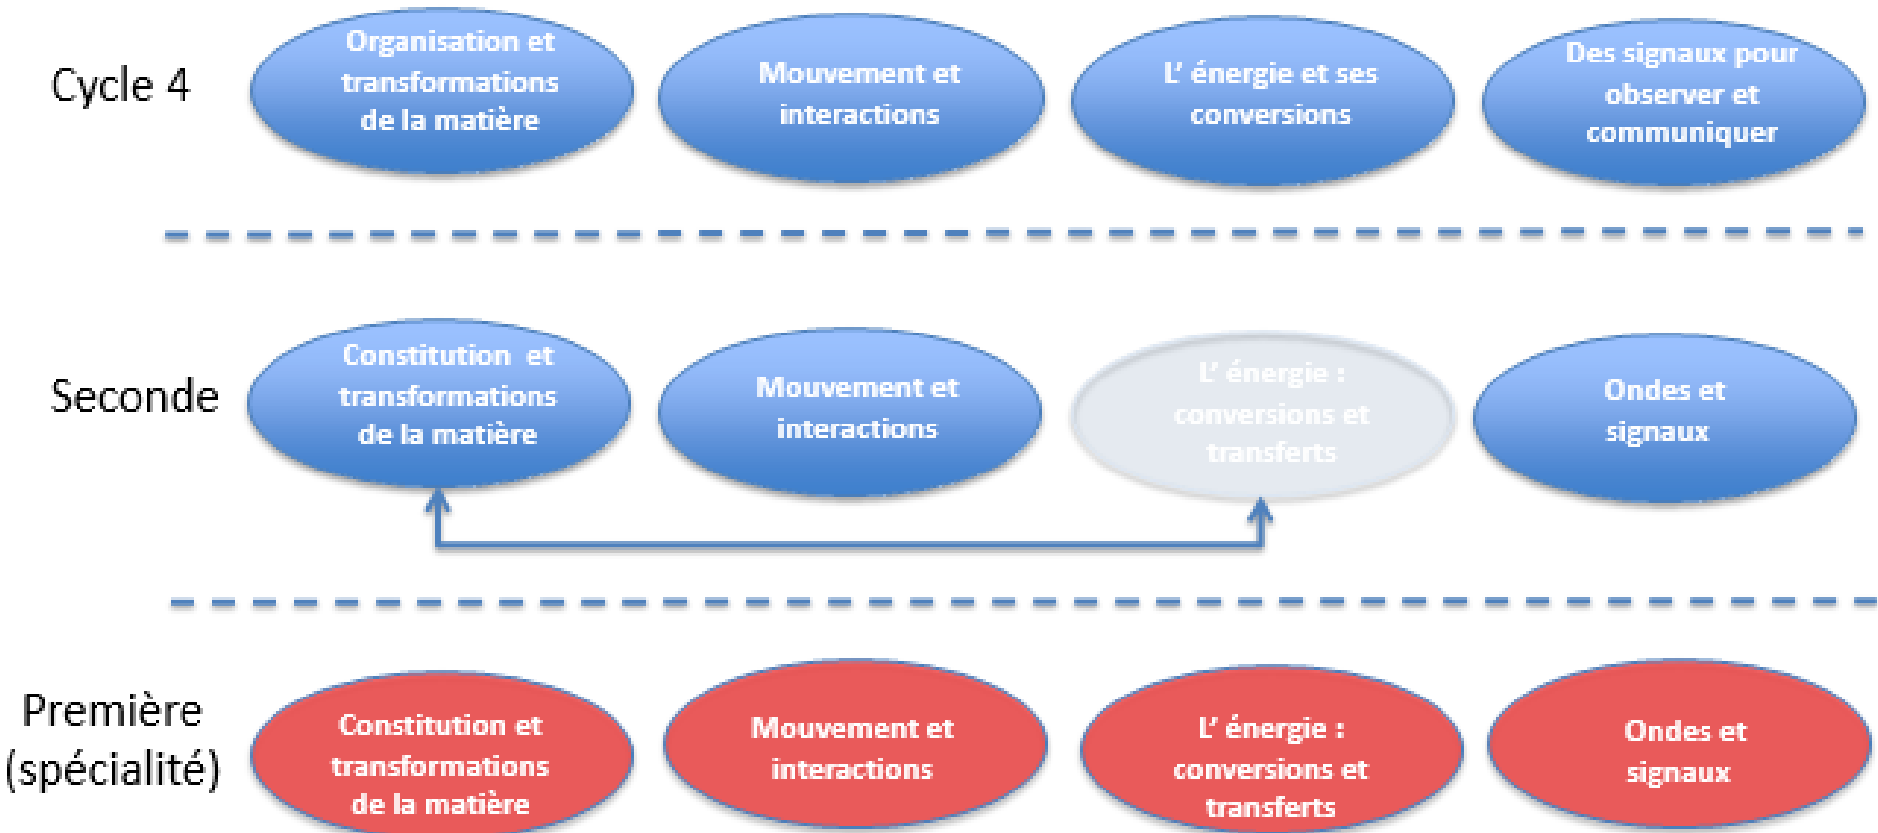 Cycle 4
Organisation et
transformations
de la matière
Mouvement et
interactions
L’ énergie et ses
conversions
Des signaux pour
observer et
communiquer
Seconde
Constitution et
transformations
de la matière
Mouvement et
interactions
L’ énergie :
conversions et
transferts
Ondes et
signaux
Première
(spécialité)
Constitution et
transformations
de la matière
Mouvement et
interactions
L’ énergie :
conversions et
transferts
Ondes et
signaux